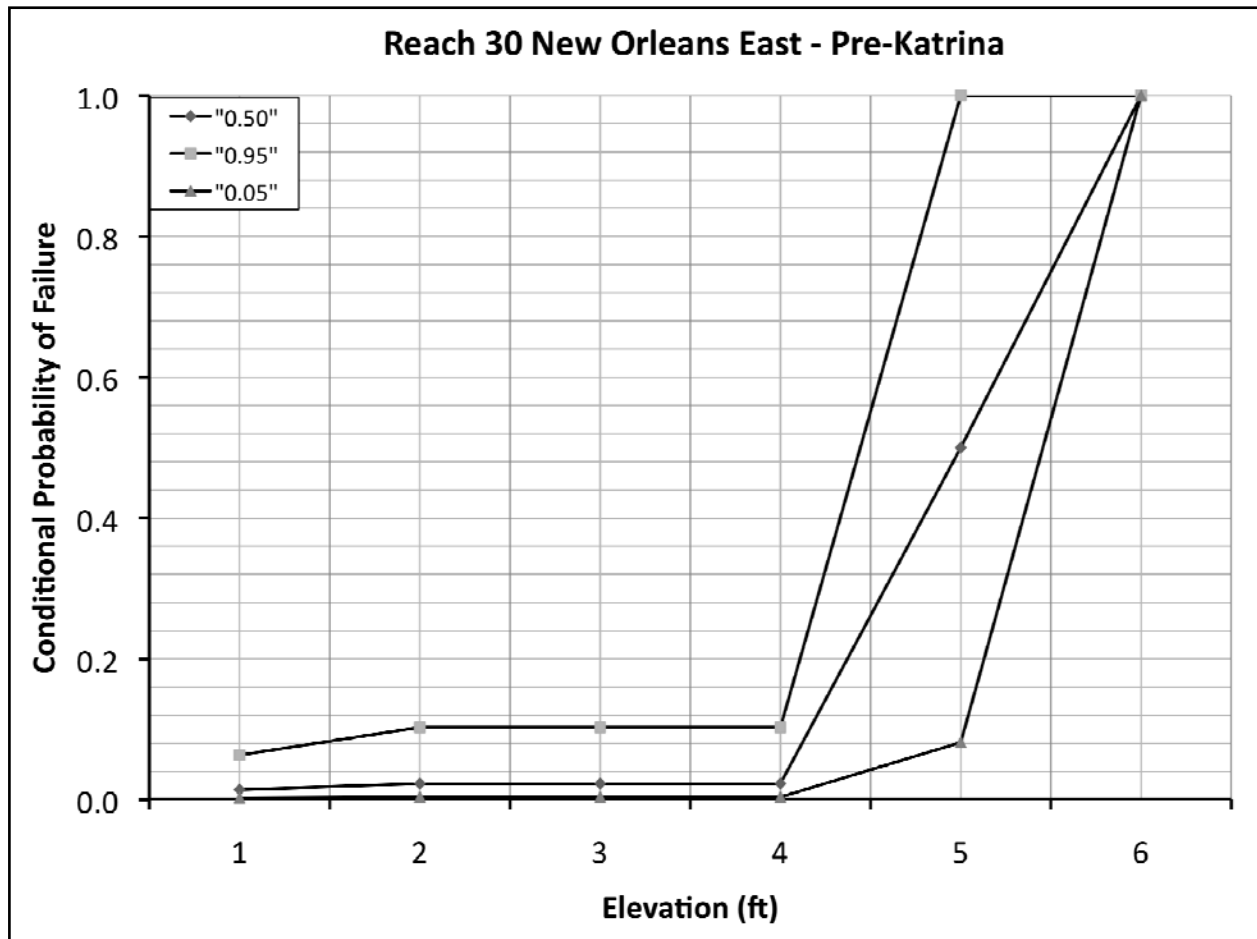 Reach 30 New Orleans East - Pre-Katrina
1.0
0.8
0.6
0.4
0.2
0.0
"0.50"
"0.95"
"0.05"
Conditional Probability of Failure
1 2 3 4 5 6
Elevation (ft)